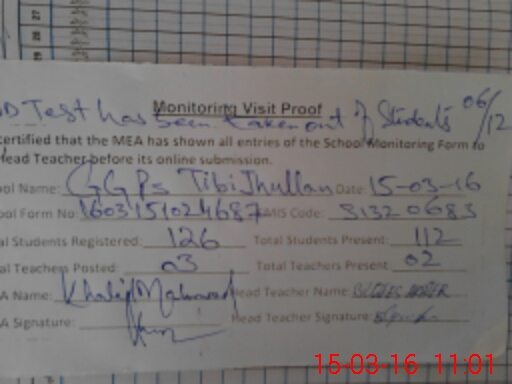 Test has been taken out of Students 06/12
Monitoring Visit Proof
certified that the MEA has shown all entries of the School Monitoring Form to
Head Teacher before its online submission.
ool Name: GGPS Tibi Jhullan Date: 15-03-16
ool Form No: 1603151024687 EMIS Code: 31320683
al Students Registered: 126 Total Students Present: 112
al Teachers Posted: 03 Total Teachers Present: 02
A Name: Khalid Mahmood Head Teacher Name:
A Signature: Head Teacher Signature
15-03-16 11:01